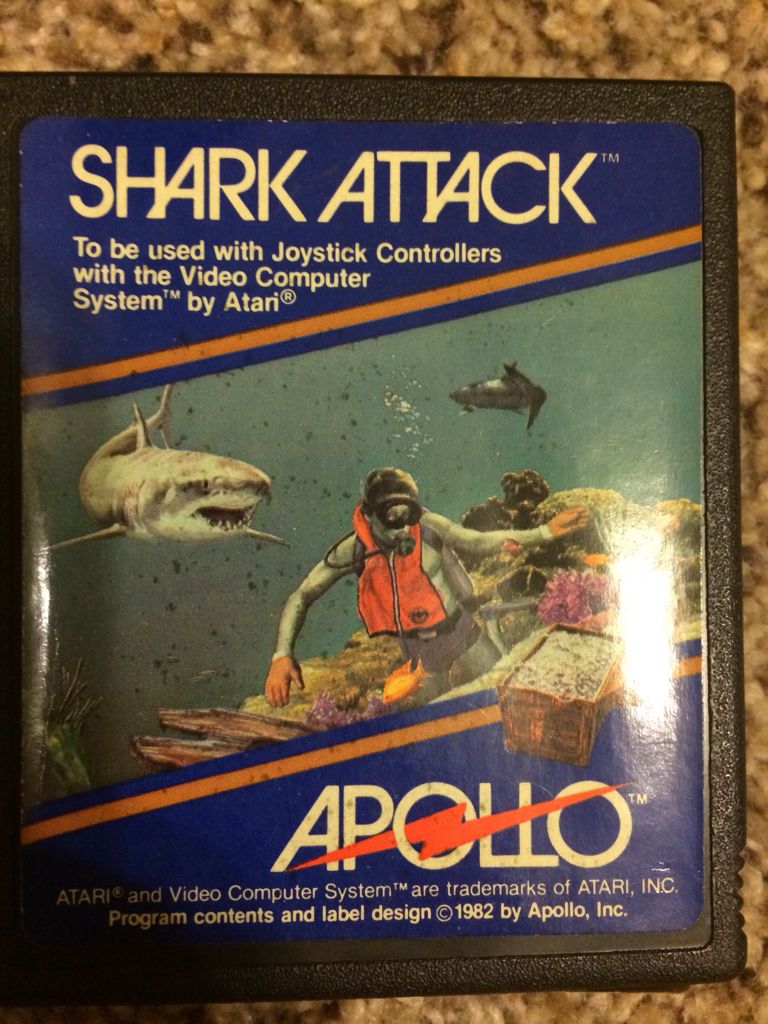 SHARK ATTACK™
To be used with Joystick Controllers
with the Video Computer
System™ by Atari®
APOLLO™
ATARI® and Video Computer System™ are trademarks of ATARI, INC.
Program contents and label design © 1982 by Apollo, Inc.